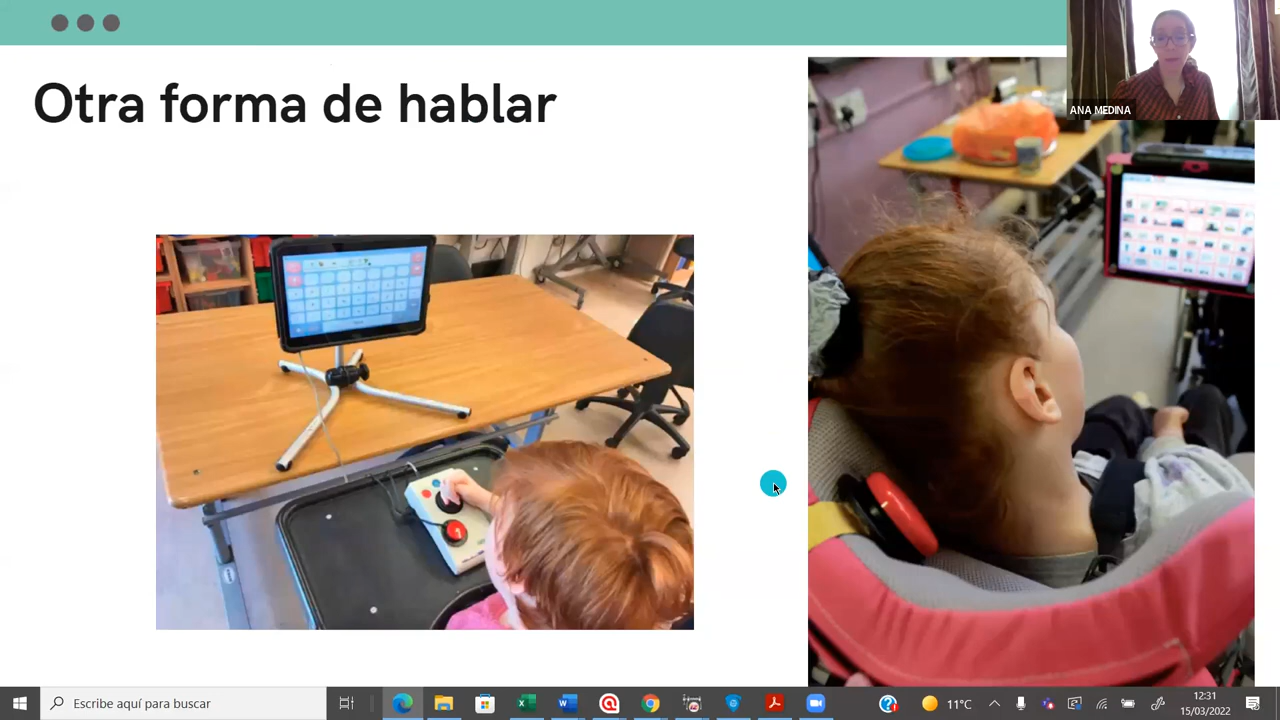 ANA MEDINA
Otra forma de hablar
Escribe aquí para buscar
11°C
12:31
15/03/2022